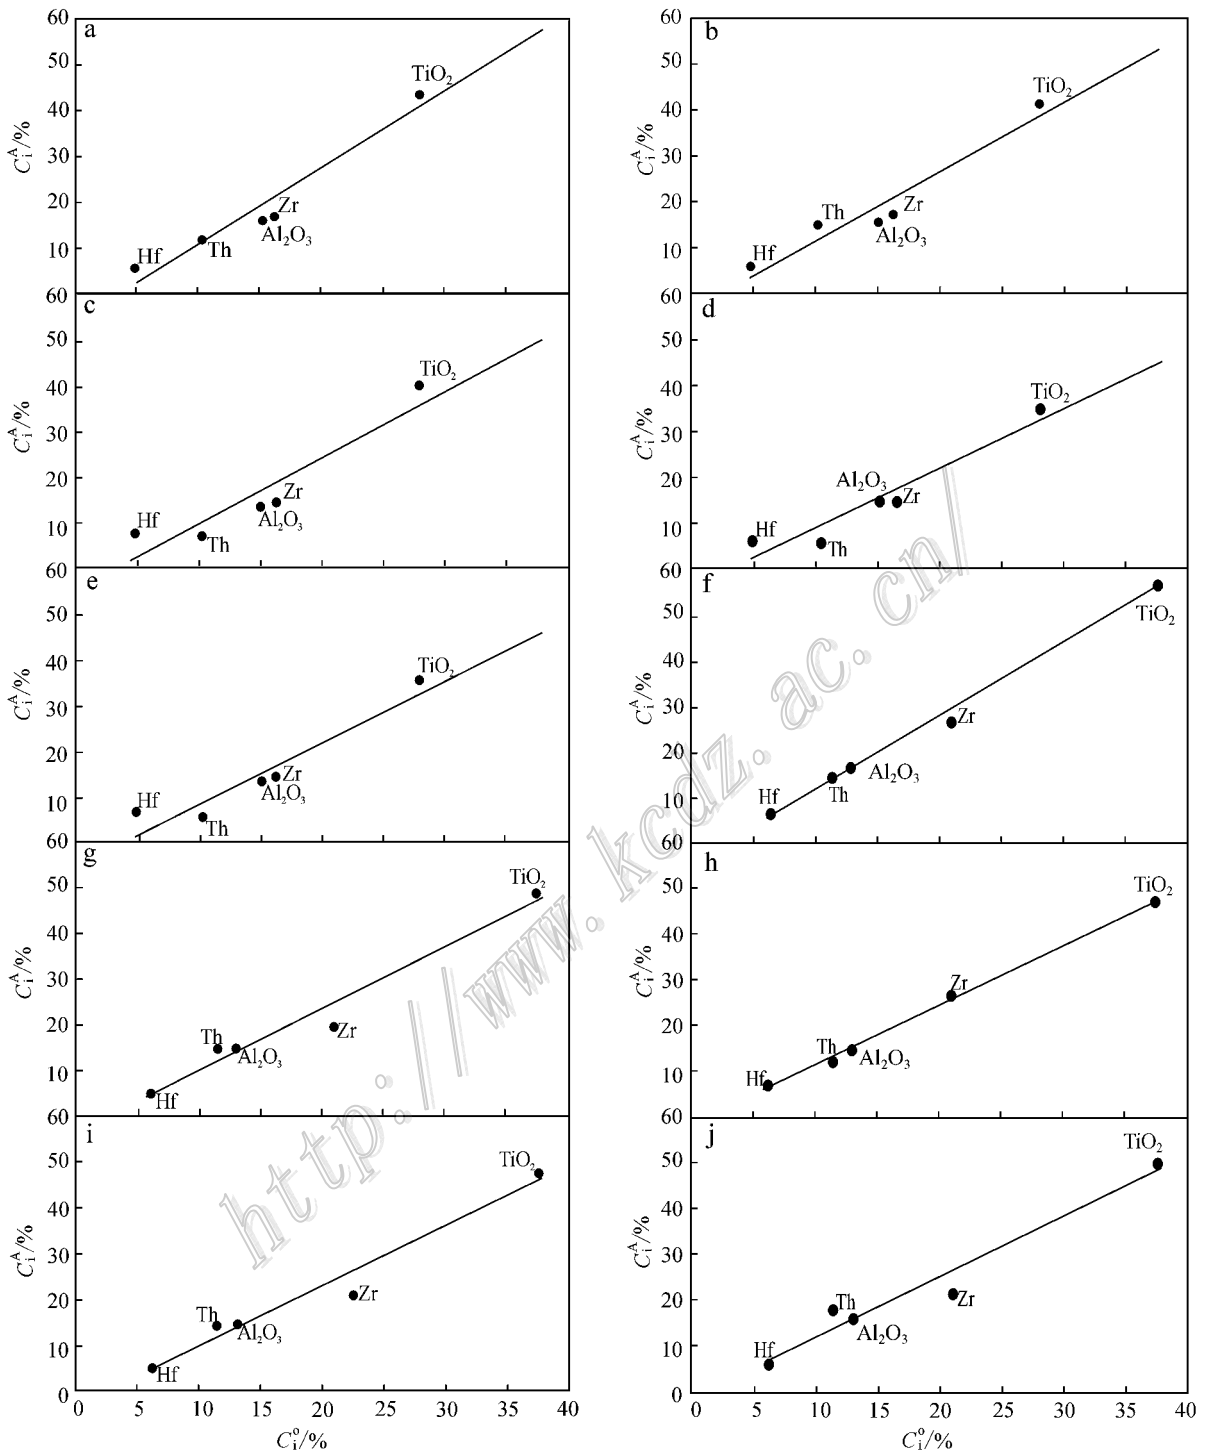 a
60
50
40
30
20
10
C_i^A/%
TiO₂
Zr
Al₂O₃
Th
Hf
b
60
50
40
30
20
10
C_i^A/%
TiO₂
Th
Zr
Al₂O₃
Hf
c
60
50
40
30
20
10
C_i^A/%
TiO₂
Zr
Al₂O₃
Hf
Th
d
60
50
40
30
20
10
C_i^A/%
TiO₂
Al₂O₃
Zr
Hf
Th
e
60
50
40
30
20
10
C_i^A/%
TiO₂
Zr
Al₂O₃
Hf
Th
f
60
50
40
30
20
10
C_i^A/%
TiO₂
Zr
Al₂O₃
Th
Hf
g
60
50
40
30
20
10
C_i^A/%
TiO₂
Th
Zr
Al₂O₃
Hf
h
60
50
40
30
20
10
C_i^A/%
TiO₂
Zr
Th
Al₂O₃
Hf
i
60
50
40
30
20
10
0
C_i^A/%
TiO₂
Zr
Th
Al₂O₃
Hf
0 5 10 15 20 25 30 35 40
C_i^o/%
j
60
50
40
30
20
10
0
C_i^A/%
TiO₂
Th
Zr
Al₂O₃
Hf
0 5 10 15 20 25 30 35 40
C_i^o/%
http://www.kcdz.ac.cn/